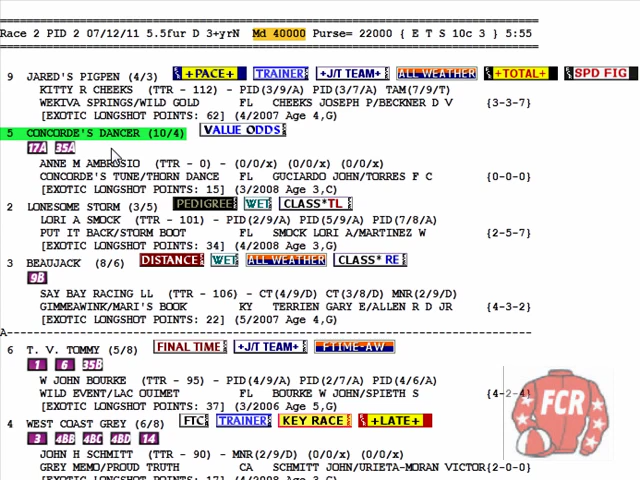 Race 2 PID 2 07/12/11 5.5fur D 3+yrN Md 40000 Purse= 22000 { E T S 10c 3 } 5:55
9 JARED'S PIGPEN (4/3) +PACE+ TRAINER +J/T TEAM+ ALL WEATHER +TOTAL+ SPD FIG
KITTY R CHEEKS (TTR - 112) - PID(3/9/A) PID(3/7/A) TAM(7/9/T)
WEKIVA SPRINGS/WILD GOLD FL CHEEKS JOSEPH P/BECKNER D V {3-3-7}
[EXOTIC LONGSHOT POINTS: 62] (4/2007 Age 4,G)
5 CONCORDE'S DANCER (10/4) VALUE ODDS
17A 35A
ANNE M AMBROSIO (TTR - 0) - (0/0/x) (0/0/x) (0/0/x)
CONCORDE'S TUNE/THORN DANCE FL GUCIARDO JOHN/TORRES F C {0-0-0}
[EXOTIC LONGSHOT POINTS: 15] (3/2008 Age 3,C)
2 LONESOME STORM (3/5) PEDIGREE WET CLASS*TL
LORI A SMOCK (TTR - 101) - PID(2/9/A) PID(5/9/A) PID(7/8/A)
PUT IT BACK/STORM BOOT FL SMOCK LORI A/MARTINEZ W {2-5-7}
[EXOTIC LONGSHOT POINTS: 34] (4/2008 Age 3,G)
3 BEAUJACK (8/6) DISTANCE WET ALL WEATHER CLASS* RE
9B
SAY BAY RACING LL (TTR - 106) - CT(4/9/D) CT(3/8/D) MNR(2/9/D)
GIMMEAWINK/MARI'S BOOK KY TERRIEN GARY E/ALLEN R D JR {4-3-2}
[EXOTIC LONGSHOT POINTS: 22] (5/2007 Age 4,G)
A
6 T. V. TOMMY (5/8) FINAL TIME +J/T TEAM+ FTIME-AW
1 6 35B
W JOHN BOURKE (TTR - 95) - PID(4/9/A) PID(2/7/A) PID(4/6/A)
WILD EVENT/LAC OUIMET FL BOURKE W JOHN/SPIETH S {4-2-4}
[EXOTIC LONGSHOT POINTS: 37] (3/2006 Age 5,G)
FCR
4 WEST COAST GREY (6/8) FTC TRAINER KEY RACE +LATE+
3 4BB 4BC 4BD 14
JOHN H SCHMITT (TTR - 90) - MNR(2/9/D) (0/0/x) (0/0/x)
GREY MEMO/PROUD TRUTH CA SCHMITT JOHN/URIETA-MORAN VICTOR{2-0-0}